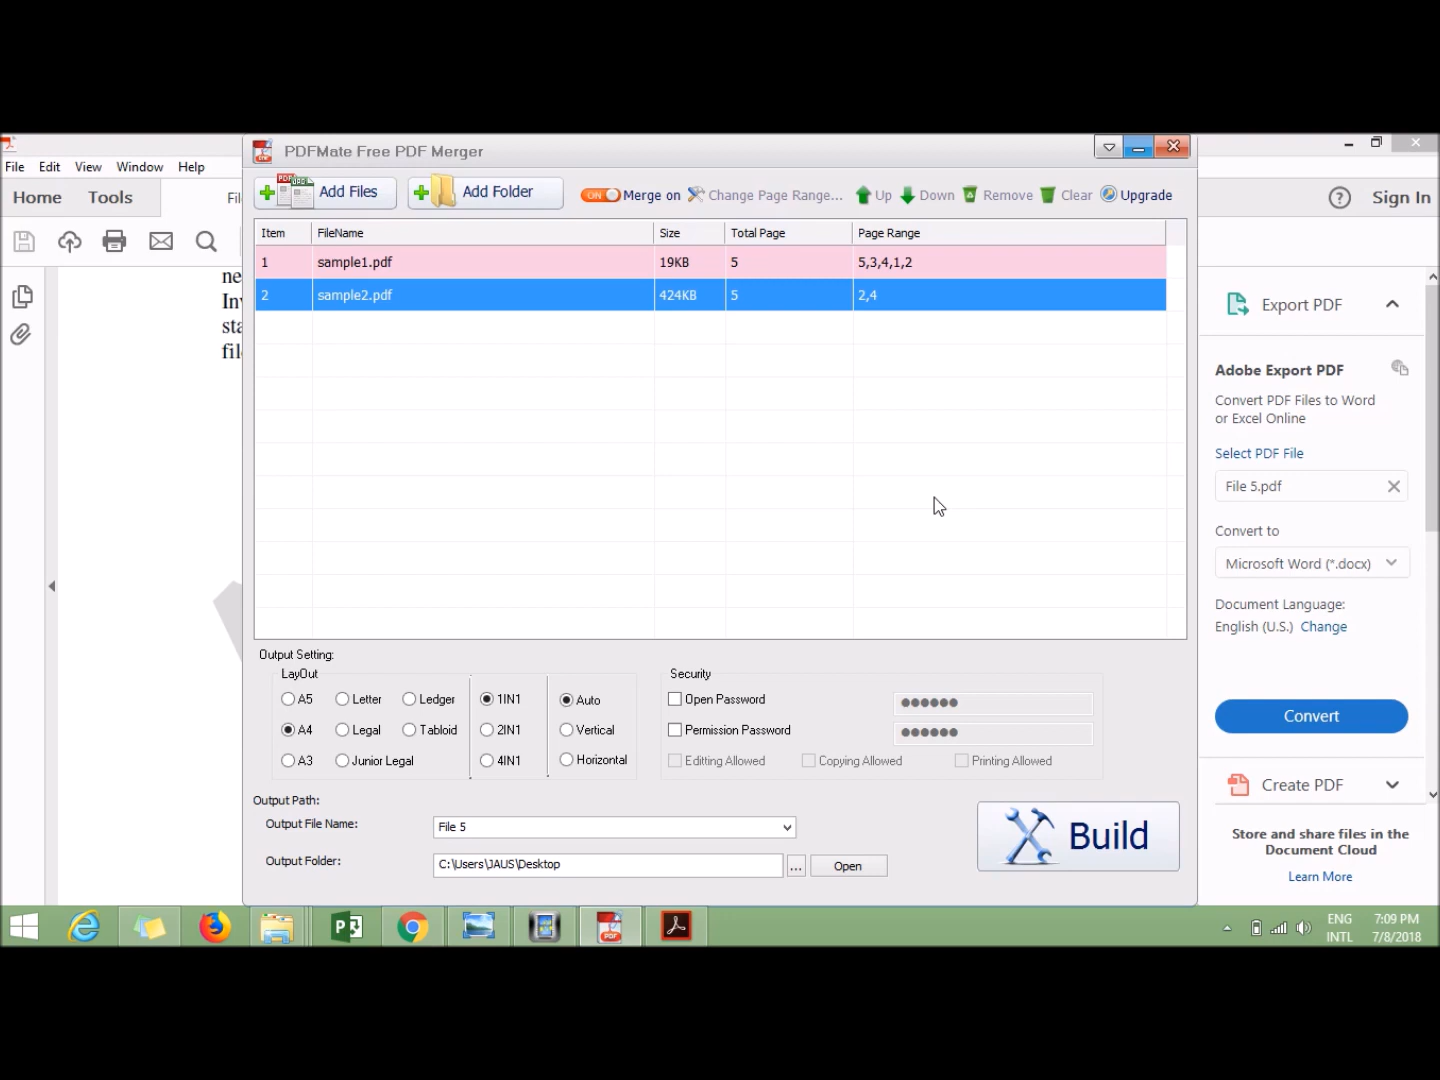 PDFMate Free PDF Merger
File Edit View Window Help
Home Tools Fil
Sign In
Add Files
Add Folder
ON Merge on
Change Page Range...
Up
Down
Remove
Clear
Upgrade
Item FileName Size Total Page Page Range
1 sample1.pdf 19KB 5 5,3,4,1,2
2 sample2.pdf 424KB 5 2,4
ne
Inv
sta
fil
Export PDF
Adobe Export PDF
Convert PDF Files to Word
or Excel Online
Select PDF File
File 5.pdf
Convert to
Microsoft Word (*.docx)
Document Language:
English (U.S.) Change
Convert
Create PDF
Store and share files in the
Document Cloud
Learn More
Output Setting:
LayOut
A5 Letter Ledger 1IN1 Auto
A4 Legal Tabloid 2IN1 Vertical
A3 Junior Legal 4IN1 Horizontal
Security
Open Password
Permission Password
Editting Allowed Copying Allowed Printing Allowed
Output Path:
Output File Name: File 5
Output Folder: C:\Users\JAUS\Desktop ... Open
Build
ENG 7:09 PM
INTL 7/8/2018